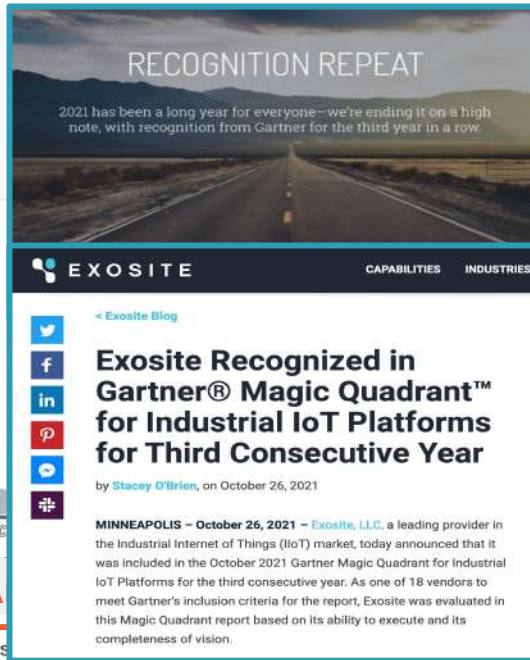 RECOGNITION REPEAT
2021 has been a long year for everyone—we're ending it on a high
note, with recognition from Gartner for the third year in a row.
EXOSITE
CAPABILITIES INDUSTRIES
< Exosite Blog
Exosite Recognized in
Gartner® Magic Quadrant™
for Industrial IoT Platforms
for Third Consecutive Year
by Stacey O'Brien, on October 26, 2021
MINNEAPOLIS – October 26, 2021 – Exosite, LLC, a leading provider in
the Industrial Internet of Things (IIoT) market, today announced that it
was included in the October 2021 Gartner Magic Quadrant for Industrial
IoT Platforms for the third consecutive year. As one of 18 vendors to
meet Gartner's inclusion criteria for the report, Exosite was evaluated in
this Magic Quadrant report based on its ability to execute and its
completeness of vision.